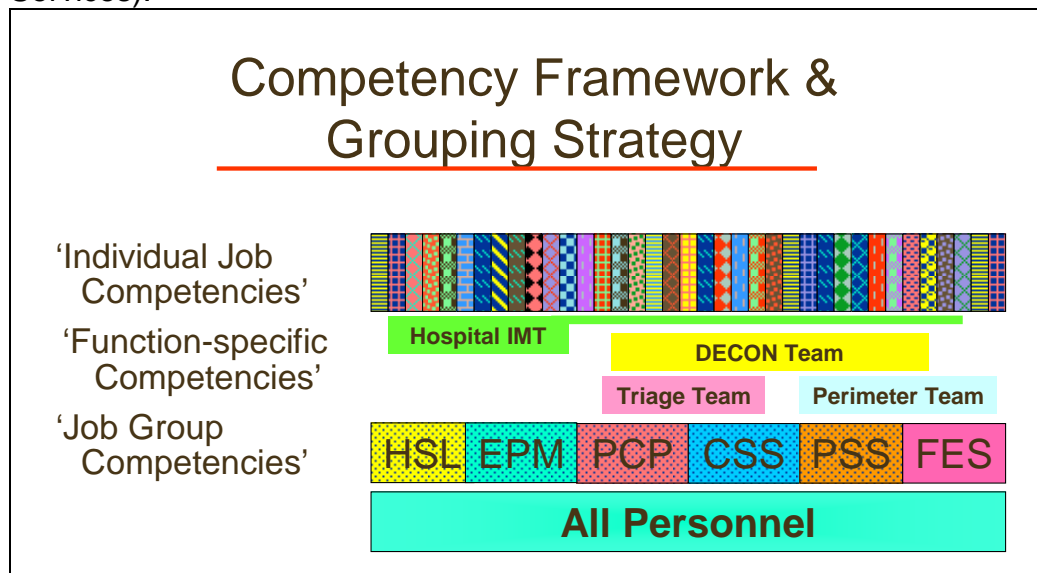 Services).
Competency Framework &
Grouping Strategy
‘Individual Job
Competencies’
Hospital IMT
‘Function-specific
Competencies’
DECON Team
Triage Team
Perimeter Team
‘Job Group
Competencies’
HSL EPM PCP CSS PSS FES
All Personnel